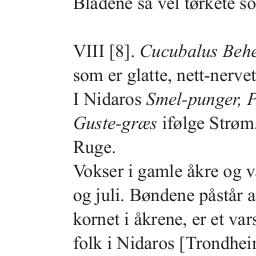 Bladene så vel tørkete so
VIII [8]. Cucubalus Behe
som er glatte, nett-nervet
I Nidaros Smel-punger, P
Guste-græs ifølge Strøm.
Ruge.
Vokser i gamle åkre og v
og juli. Bøndene påstår a
kornet i åkrene, er et vars
folk i Nidaros [Trondhein